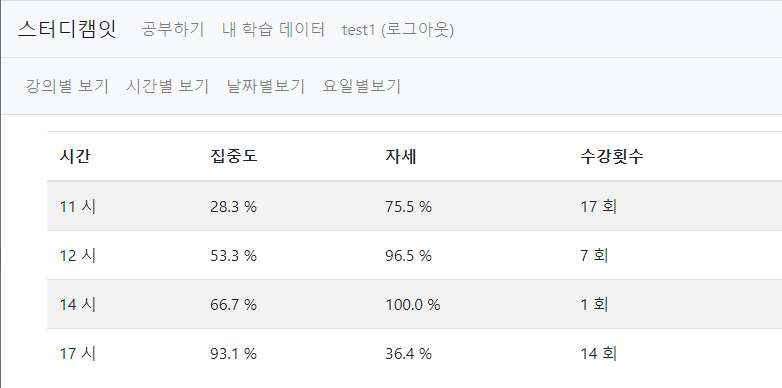 스터디캠잇 공부하기 내 학습 데이터 test1 (로그아웃)
강의별 보기 시간별 보기 날짜별보기 요일별보기
시간 집중도 자세 수강횟수
11 시 28.3 % 75.5 % 17 회
12 시 53.3 % 96.5 % 7 회
14 시 66.7 % 100.0 % 1 회
17 시 93.1 % 36.4 % 14 회